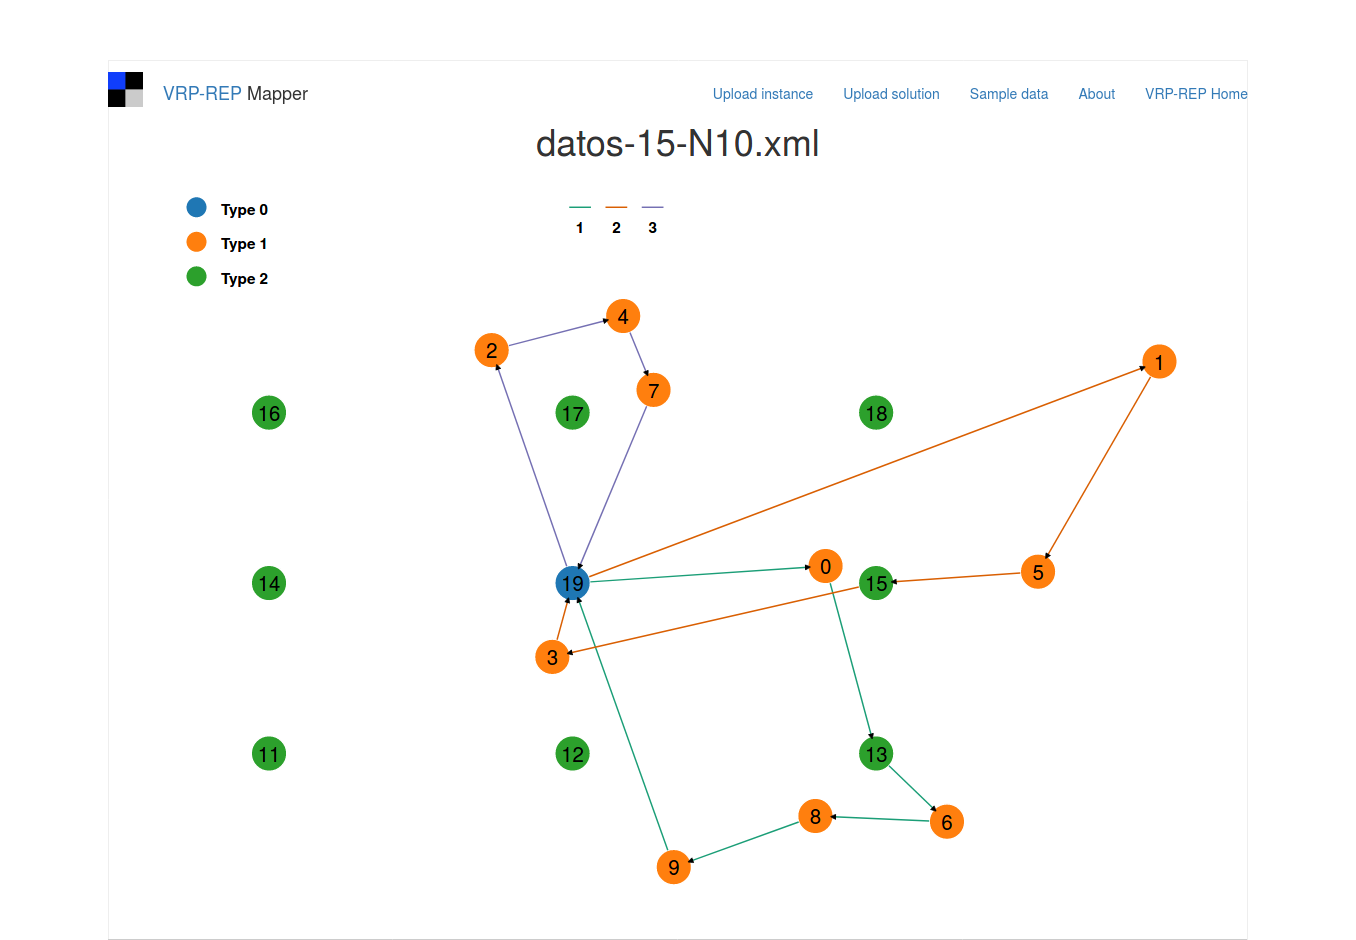 VRP-REP Mapper
Upload instance Upload solution Sample data About VRP-REP Home
datos-15-N10.xml
Type 0
Type 1
Type 2
1 2 3
4
2
1
7
16 17 18
0
5
14 19 15
3
11 12 13
8
6
9